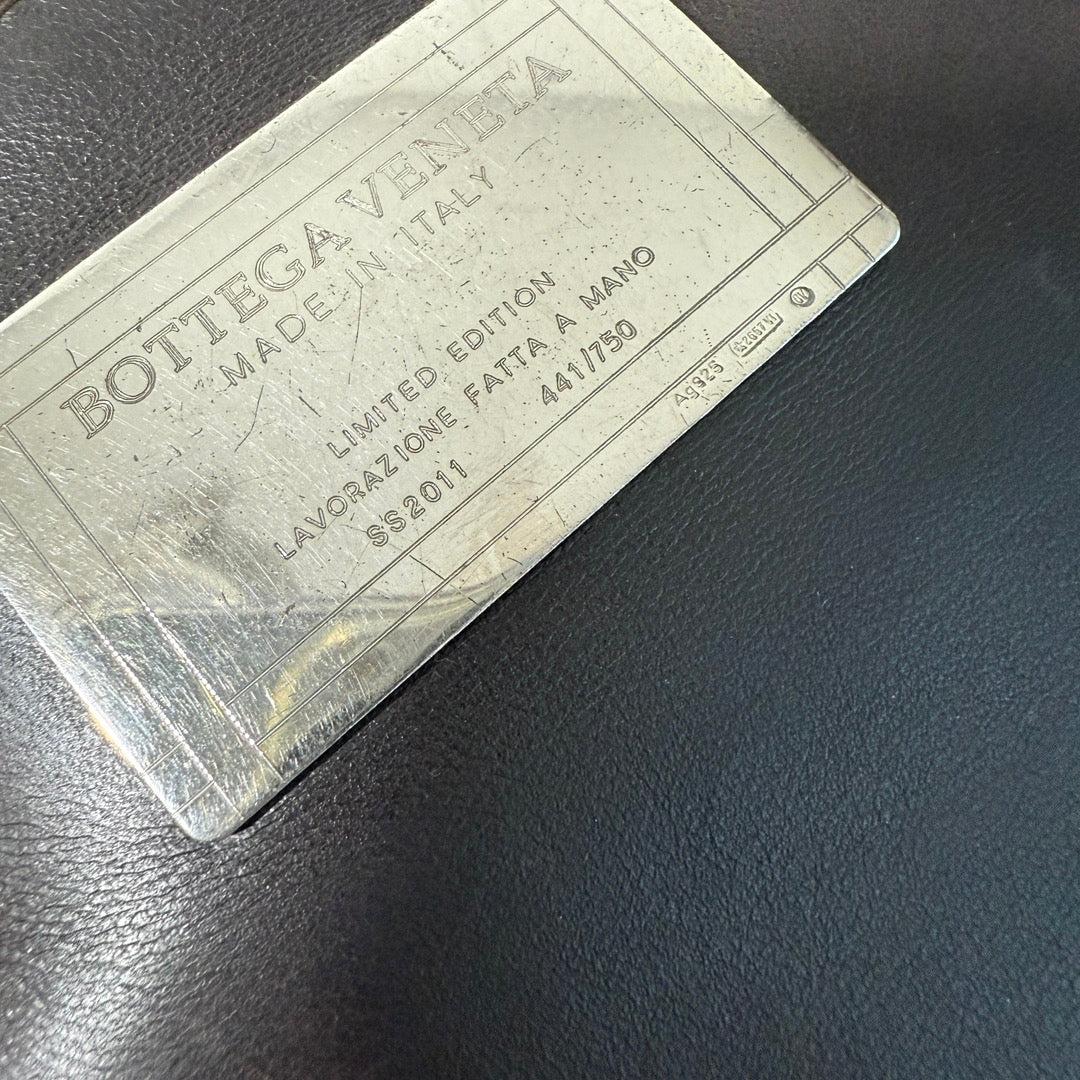 BOTTEGA VENETA
MADE IN ITALY
LIMITED EDITION
LAVORAZIONE FATTA A MANO
SS2011 441/750
Ag925